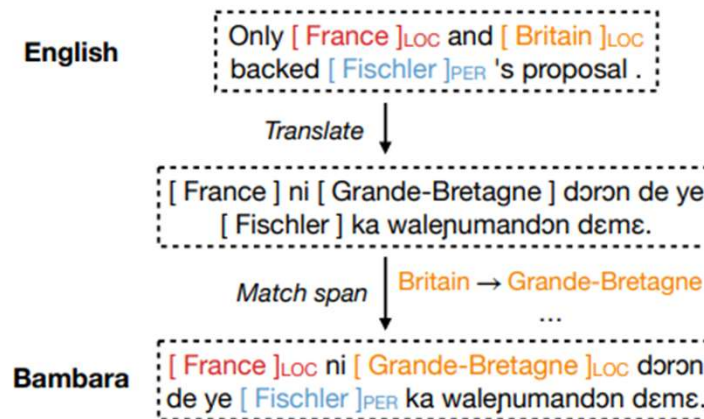 English
Only [ France ]LOC and [ Britain ]LOC
backed [ Fischler ]PER 's proposal .
Translate
[ France ] ni [ Grande-Bretagne ] dɔrɔn de ye
[ Fischler ] ka waleɲumandɔn dɛmɛ.
Match span
Britain → Grande-Bretagne
...
Bambara
[ France ]LOC ni [ Grande-Bretagne ]LOC dɔrɔn
de ye [ Fischler ]PER ka waleɲumandɔn dɛmɛ.